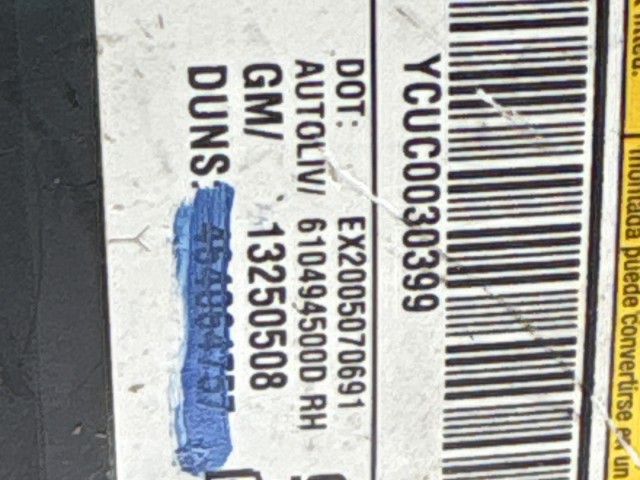 montada puede convertirse en un
YCUC0030399
DOT: EX2005070691
AUTOLIV/ 610494500D RH
GM/ 13250508
DUNS: